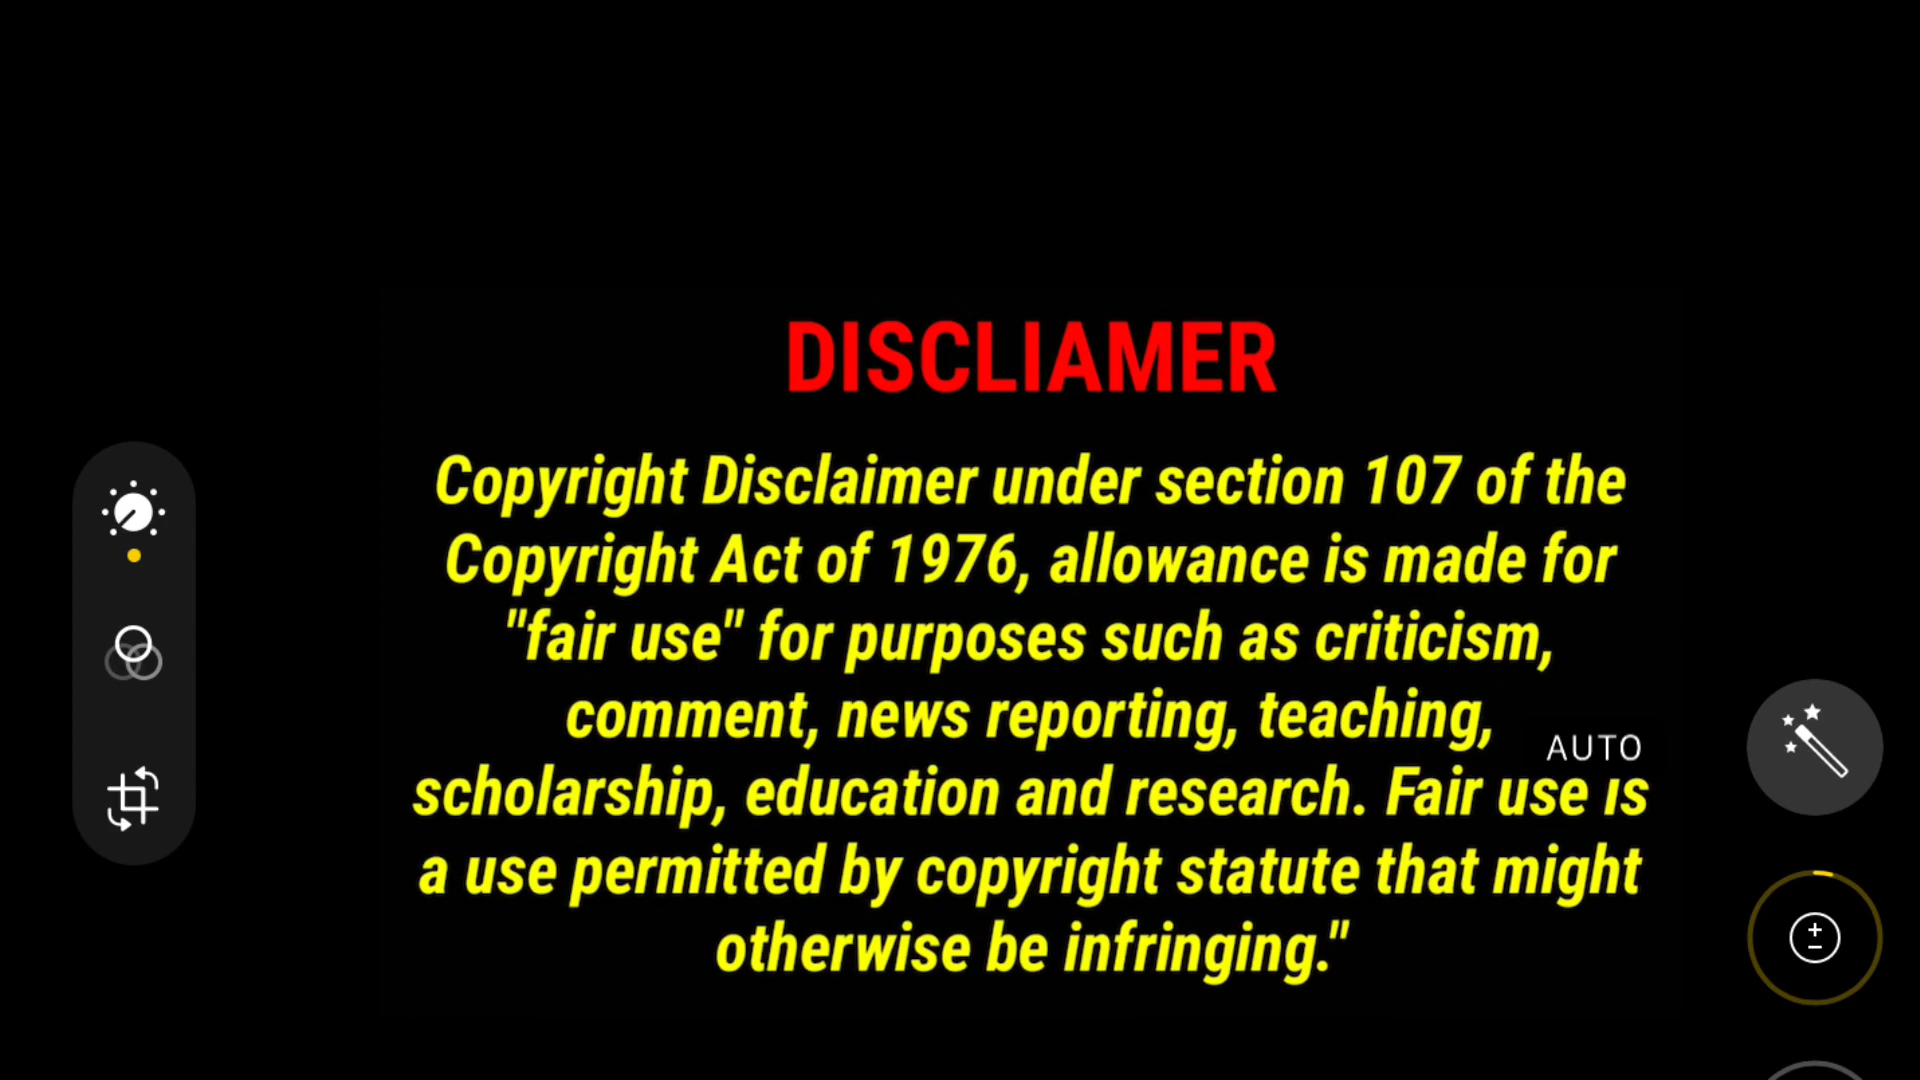 DISCLIAMER
Copyright Disclaimer under section 107 of the
Copyright Act of 1976, allowance is made for
"fair use" for purposes such as criticism,
comment, news reporting, teaching,
AUTO
scholarship, education and research. Fair use is
a use permitted by copyright statute that might
otherwise be infringing."